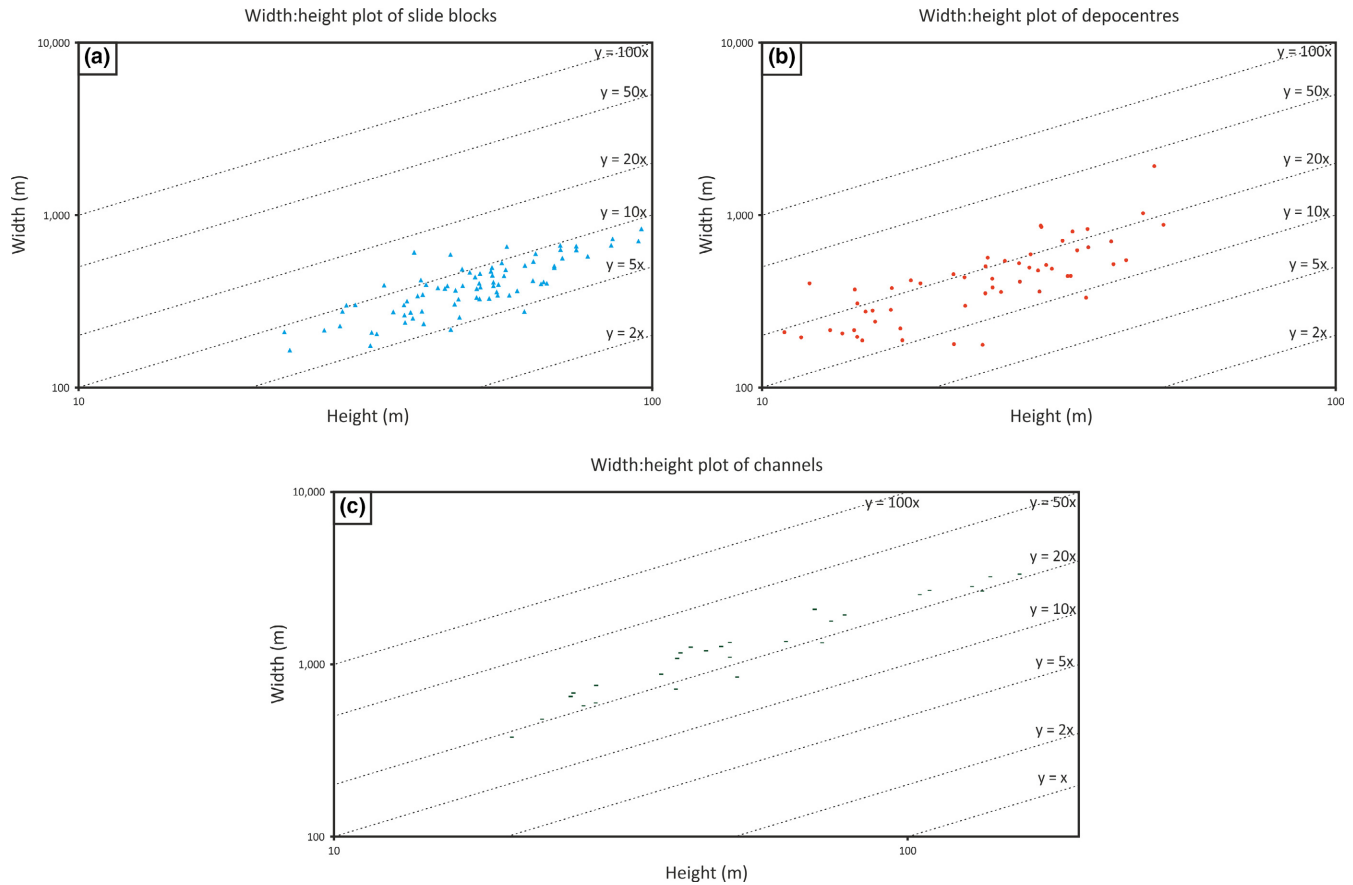 Width:height plot of slide blocks
(a)
10,000
1,000
100
Width (m)
y = 100x
y = 50x
y = 20x
y = 10x
y = 5x
y = 2x
10
100
Height (m)
Width:height plot of depocentres
(b)
10,000
1,000
100
Width (m)
y = 100x
y = 50x
y = 20x
y = 10x
y = 5x
y = 2x
10
100
Height (m)
Width:height plot of channels
(c)
10,000
1,000
100
Width (m)
y = 100x
y = 50x
y = 20x
y = 10x
y = 5x
y = 2x
y = x
10
100
Height (m)